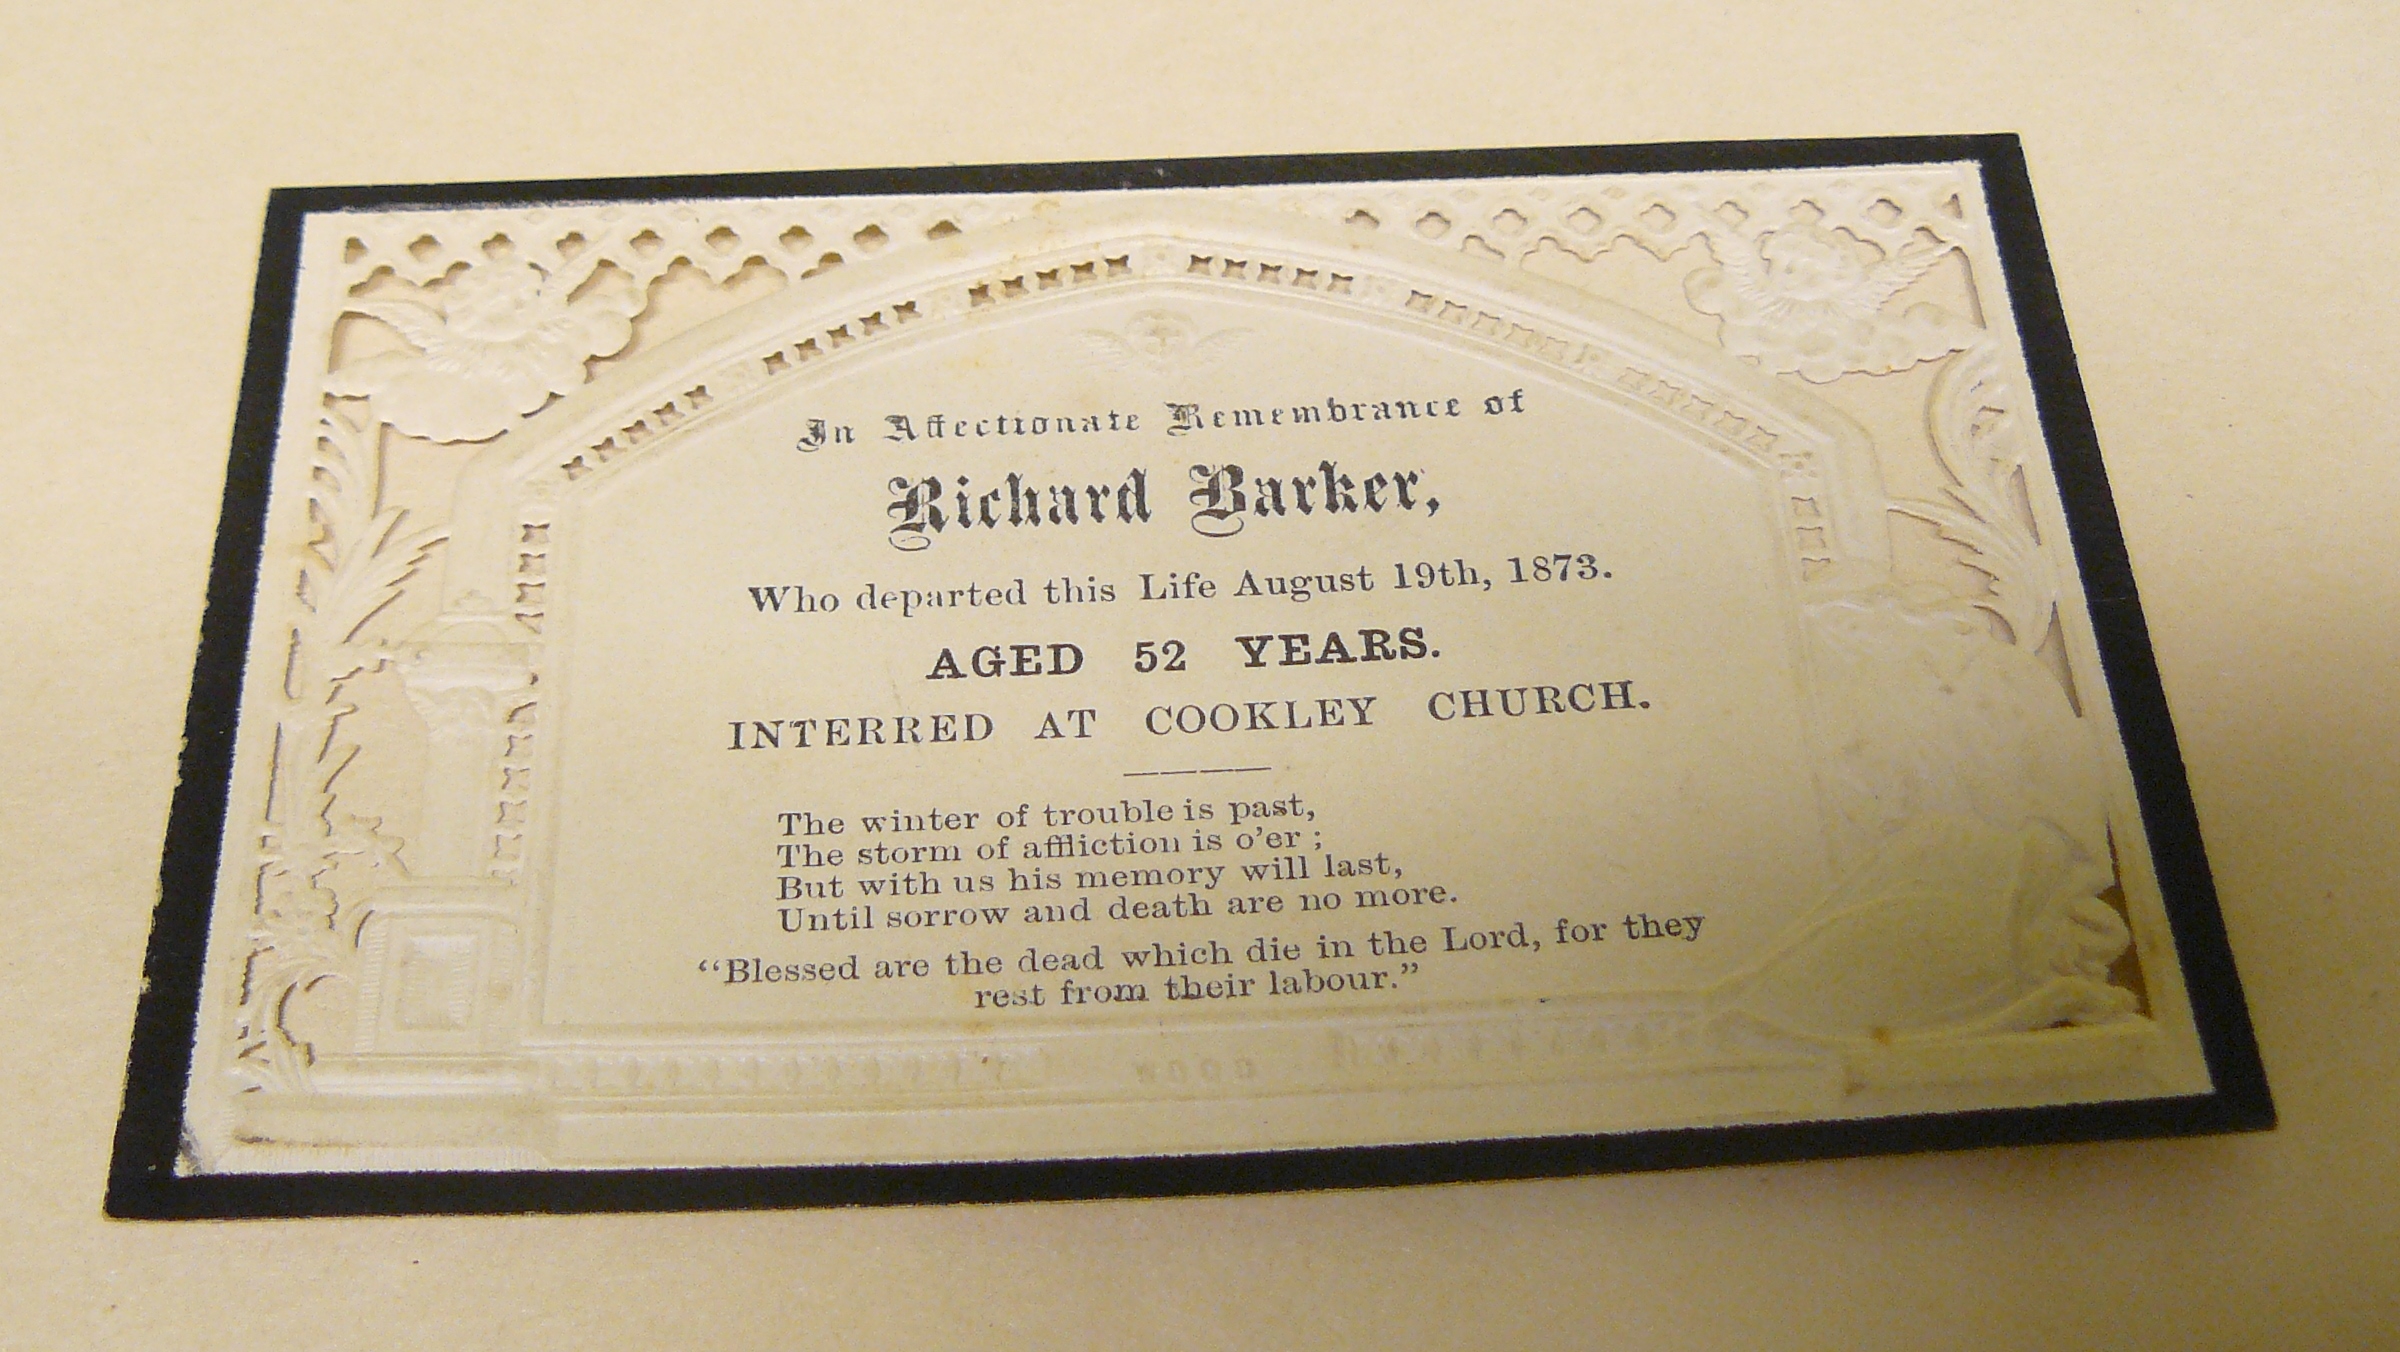 In Affectionate Remembrance of
Richard Barker,
Who departed this Life August 19th, 1873.
AGED 52 YEARS.
INTERRED AT COOKLEY CHURCH.
The winter of trouble is past,
The storm of affliction is o'er ;
But with us his memory will last,
Until sorrow and death are no more.
“Blessed are the dead which die in the Lord, for they
rest from their labour.”